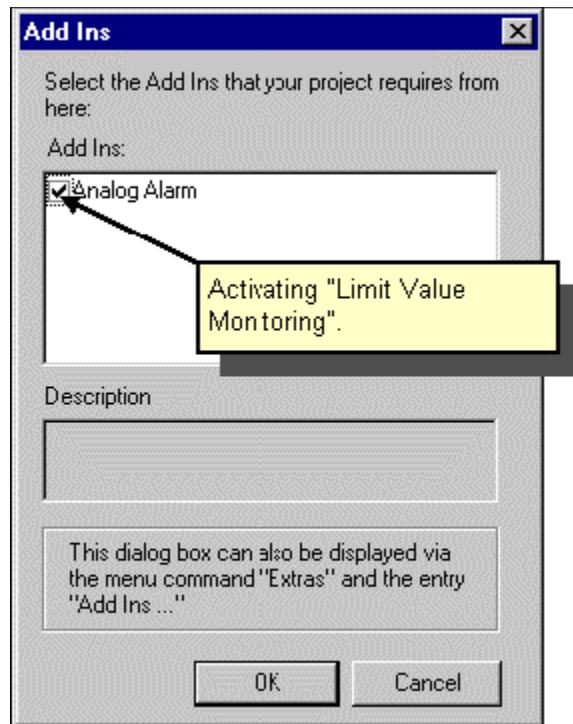 Add Ins
Select the Add Ins that your project requires from
here:
Add Ins:
Analog Alarm
Activating "Limit Value
Montoring".
Description
This dialog box can also be displayed via
the menu command "Extras" and the entry
"Add Ins ..."
OK
Cancel